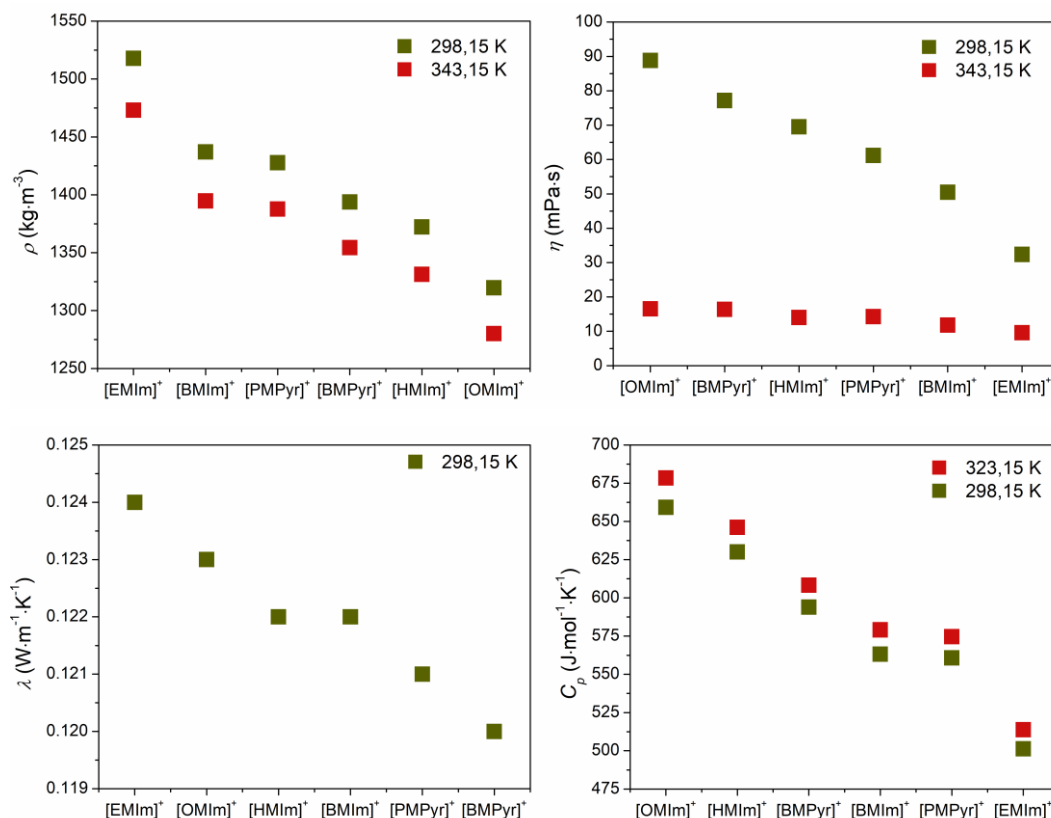 1550
1500
1450
1400
1350
1300
1250
ρ (kg·m⁻³)
298,15 K
343,15 K
[EMIm]⁺ [BMIm]⁺ [PMPyr]⁺ [BMPyr]⁺ [HMIm]⁺ [OMIm]⁺
100
90
80
70
60
50
40
30
20
10
0
η (mPa·s)
298,15 K
343,15 K
[OMIm]⁺ [BMPyr]⁺ [HMIm]⁺ [PMPyr]⁺ [BMIm]⁺ [EMIm]⁺
0.125
0.124
0.123
0.122
0.121
0.120
0.119
λ (W·m⁻¹·K⁻¹)
298,15 K
[EMIm]⁺ [OMIm]⁺ [HMIm]⁺ [BMIm]⁺ [PMPyr]⁺ [BMPyr]⁺
700
675
650
625
600
575
550
525
500
475
Cₚ (J·mol⁻¹·K⁻¹)
323,15 K
298,15 K
[OMIm]⁺ [HMIm]⁺ [BMPyr]⁺ [BMIm]⁺ [PMPyr]⁺ [EMIm]⁺